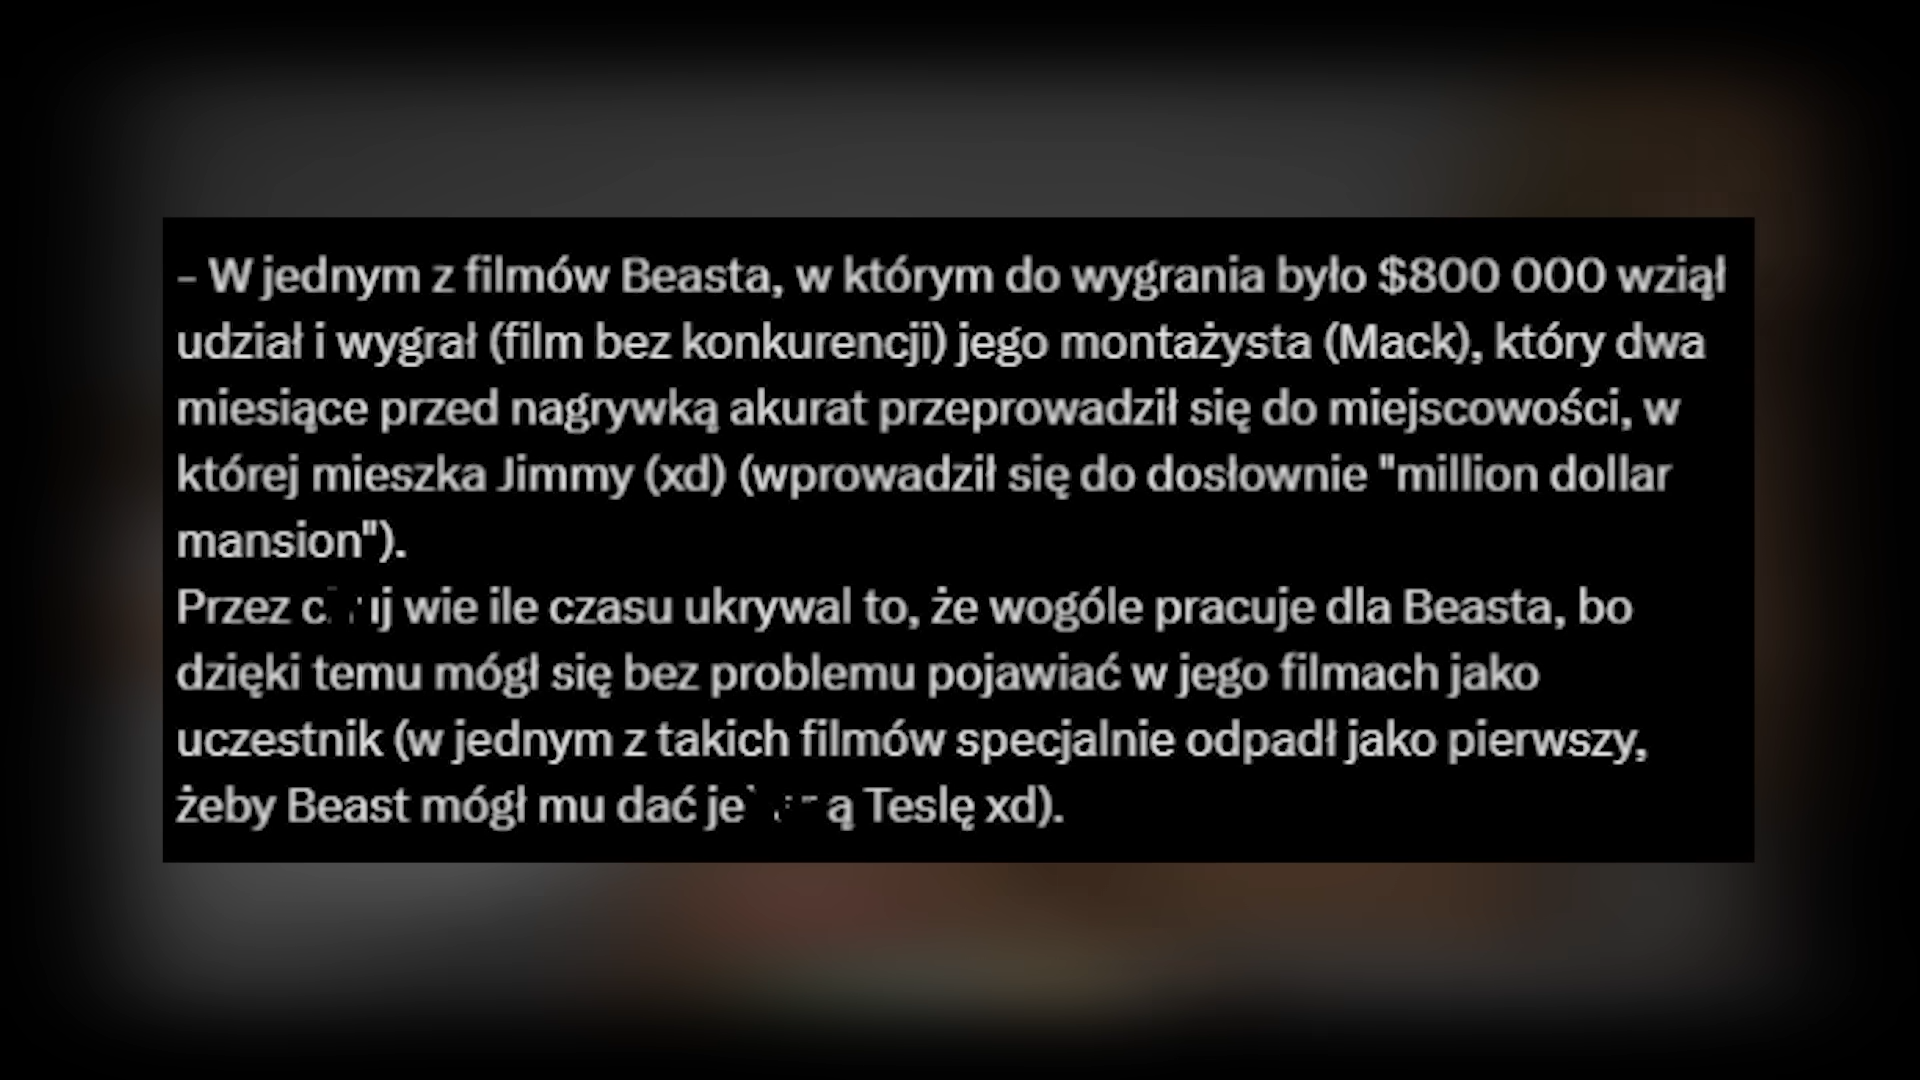 - W jednym z filmów Beasta, w którym do wygrania było $800 000 wziął
udział i wygrał (film bez konkurencji) jego montażysta (Mack), który dwa
miesiące przed nagrywką akurat przeprowadził się do miejscowości, w
której mieszka Jimmy (xd) (wprowadził się do dosłownie "million dollar
mansion").
Przez wie ile czasu ukrywal to, że wogóle pracuje dla Beasta, bo
dzięki temu mógł się bez problemu pojawiać w jego filmach jako
uczestnik (w jednym z takich filmów specjalnie odpadł jako pierwszy,
żeby Beast mógł mu dać Teslę xd).